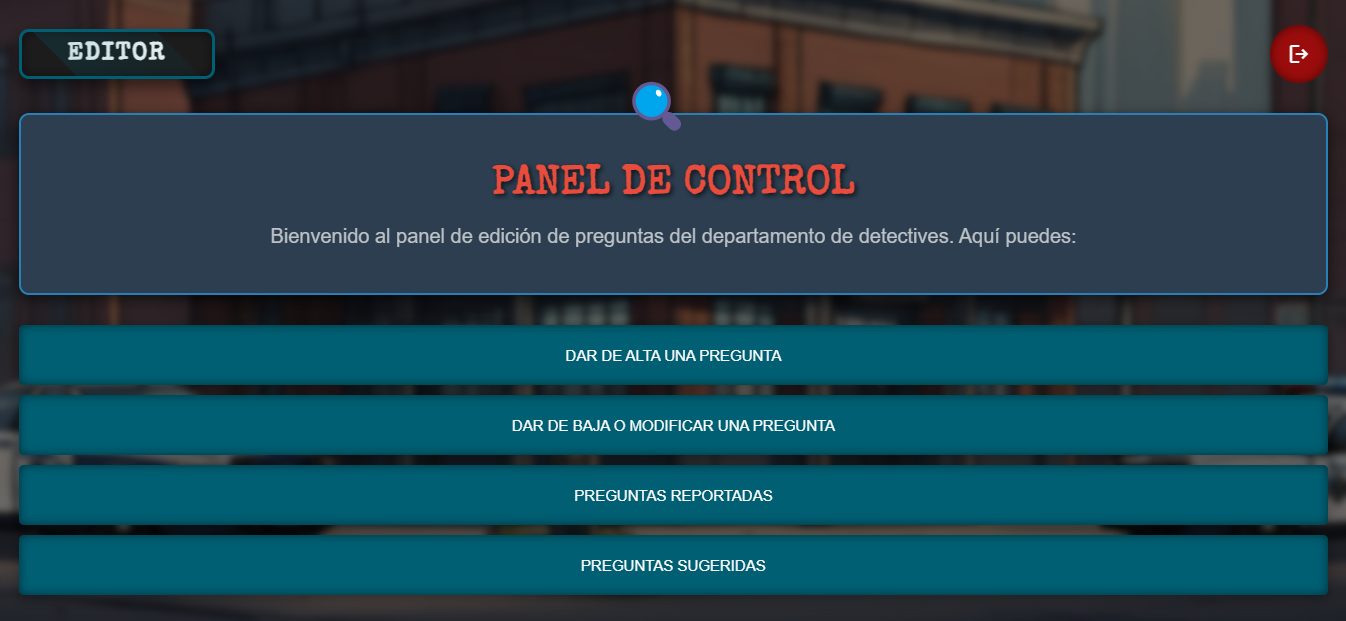 EDITOR
PANEL DE CONTROL
Bienvenido al panel de edición de preguntas del departamento de detectives. Aquí puedes:
DAR DE ALTA UNA PREGUNTA
DAR DE BAJA O MODIFICAR UNA PREGUNTA
PREGUNTAS REPORTADAS
PREGUNTAS SUGERIDAS